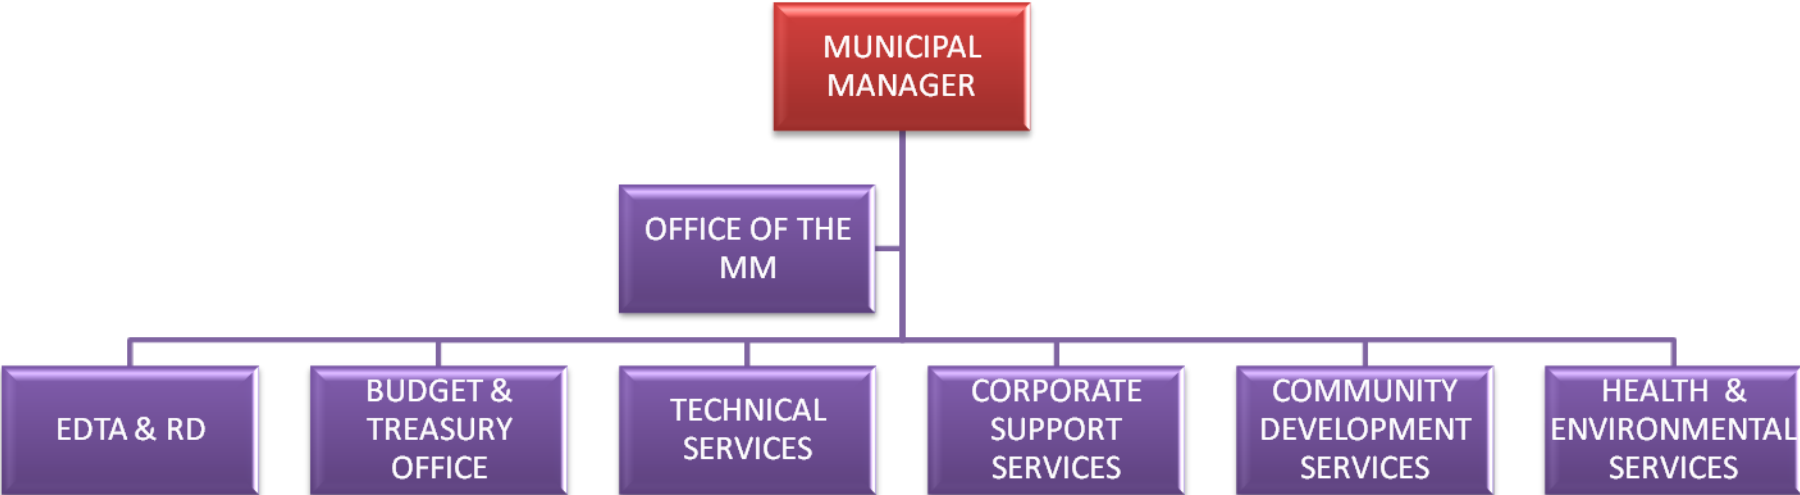 MUNICIPAL
MANAGER
OFFICE OF THE
MM
EDTA & RD
BUDGET &
TREASURY
OFFICE
TECHNICAL
SERVICES
CORPORATE
SUPPORT
SERVICES
COMMUNITY
DEVELOPMENT
SERVICES
HEALTH &
ENVIRONMENTAL
SERVICES